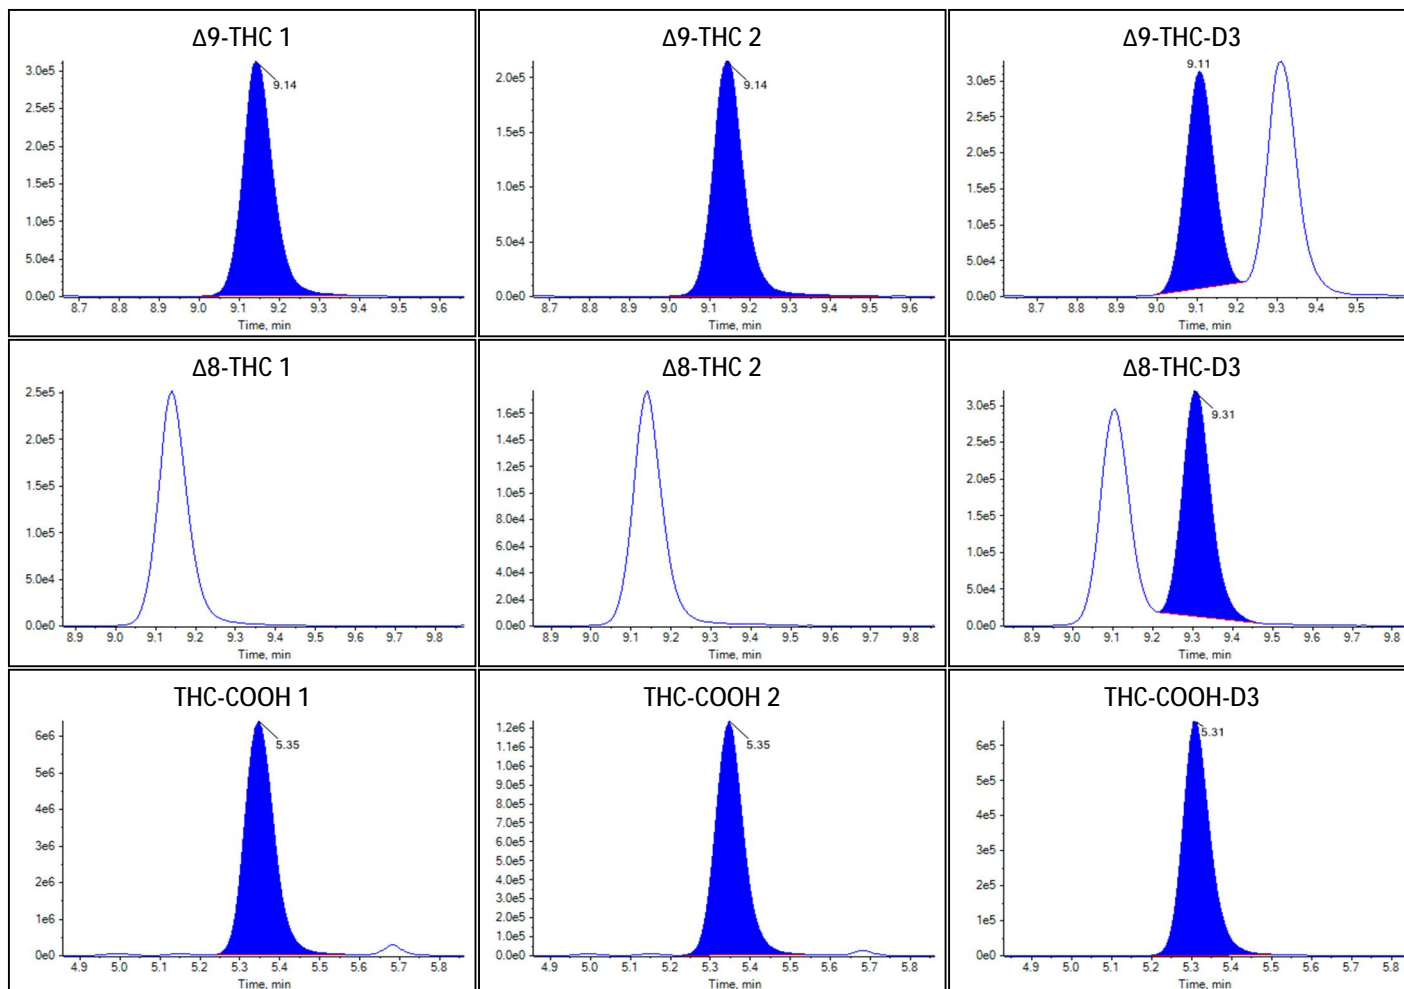 Δ9-THC 1
3.0e5
2.5e5
2.0e5
1.5e5
1.0e5
5.0e4
0.0e0
9.14
8.7 8.8 8.9 9.0 9.1 9.2 9.3 9.4 9.5 9.6
Time, min
Δ9-THC 2
2.0e5
1.5e5
1.0e5
5.0e4
0.0e0
9.14
8.7 8.8 8.9 9.0 9.1 9.2 9.3 9.4 9.5 9.6
Time, min
Δ9-THC-D3
3.0e5
2.5e5
2.0e5
1.5e5
1.0e5
5.0e4
0.0e0
9.11
8.7 8.8 8.9 9.0 9.1 9.2 9.3 9.4 9.5
Time, min
Δ8-THC 1
2.5e5
2.0e5
1.5e5
1.0e5
5.0e4
0.0e0
8.9 9.0 9.1 9.2 9.3 9.4 9.5 9.6 9.7 9.8
Time, min
Δ8-THC 2
1.6e5
1.4e5
1.2e5
1.0e5
8.0e4
6.0e4
4.0e4
2.0e4
0.0e0
8.9 9.0 9.1 9.2 9.3 9.4 9.5 9.6 9.7 9.8
Time, min
Δ8-THC-D3
3.0e5
2.5e5
2.0e5
1.5e5
1.0e5
5.0e4
0.0e0
9.31
8.9 9.0 9.1 9.2 9.3 9.4 9.5 9.6 9.7 9.8
Time, min
THC-COOH 1
6e6
5e6
4e6
3e6
2e6
1e6
0e0
5.35
4.9 5.0 5.1 5.2 5.3 5.4 5.5 5.6 5.7 5.8
Time, min
THC-COOH 2
1.2e6
1.1e6
1.0e6
9.0e5
8.0e5
7.0e5
6.0e5
5.0e5
4.0e5
3.0e5
2.0e5
1.0e5
0.0e0
5.35
4.9 5.0 5.1 5.2 5.3 5.4 5.5 5.6 5.7 5.8
Time, min
THC-COOH-D3
6e5
5e5
4e5
3e5
2e5
1e5
0e0
5.31
4.9 5.0 5.1 5.2 5.3 5.4 5.5 5.6 5.7 5.8
Time, min